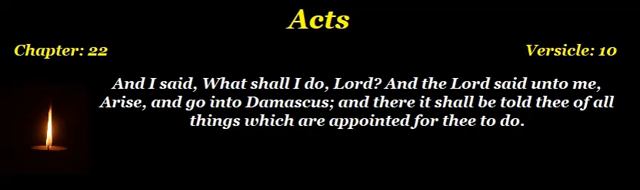 Acts
Chapter: 22
Versicle: 10
And I said, What shall I do, Lord? And the Lord said unto me,
Arise, and go into Damascus; and there it shall be told thee of all
things which are appointed for thee to do.